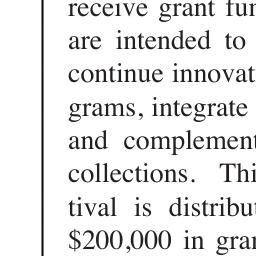 receive grant fun
are intended to
continue innovat
grams, integrate
and complement
collections. Thi
tival is distribu
$200,000 in gran